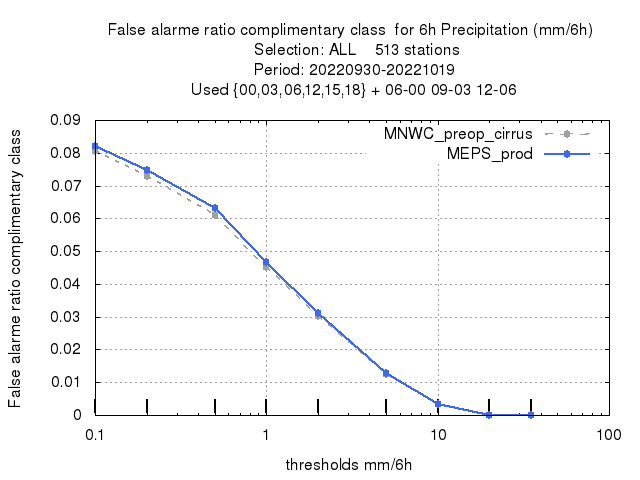 False alarme ratio complimentary class  for 6h Precipitation (mm/6h)
Selection: ALL    513 stations
Period: 20220930-20221019
Used {00,03,06,12,15,18} + 06-00 09-03 12-06
MNWC_preop_cirrus
MEPS_prod
False alarme ratio complimentary class
0.09
0.08
0.07
0.06
0.05
0.04
0.03
0.02
0.01
0
0.1 1 10 100
thresholds mm/6h